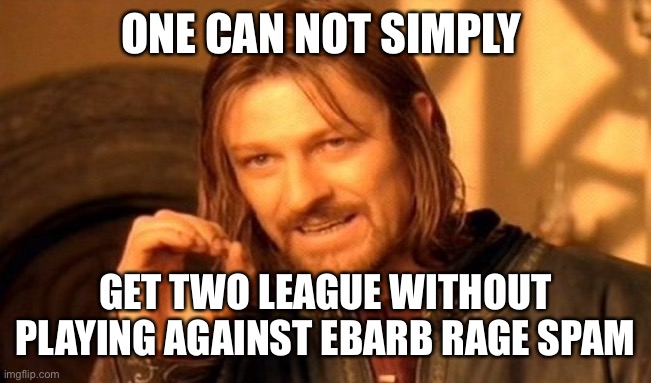 ONE CAN NOT SIMPLY
GET TWO LEAGUE WITHOUT
PLAYING AGAINST EBARB RAGE SPAM
imgflip.com